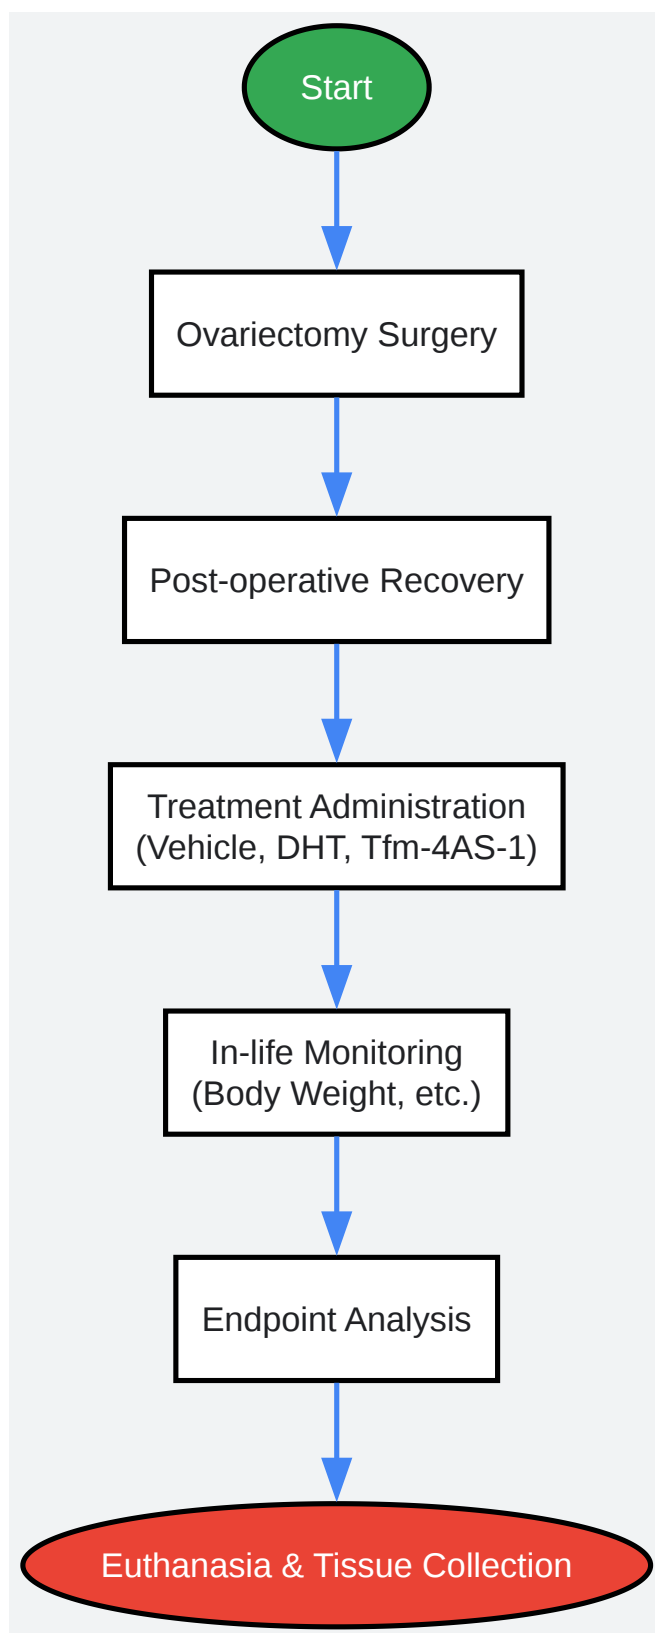 Start
Ovariectomy Surgery
Post-operative Recovery
Treatment Administration
(Vehicle, DHT, Tfm-4AS-1)
In-life Monitoring
(Body Weight, etc.)
Endpoint Analysis
Euthanasia & Tissue Collection